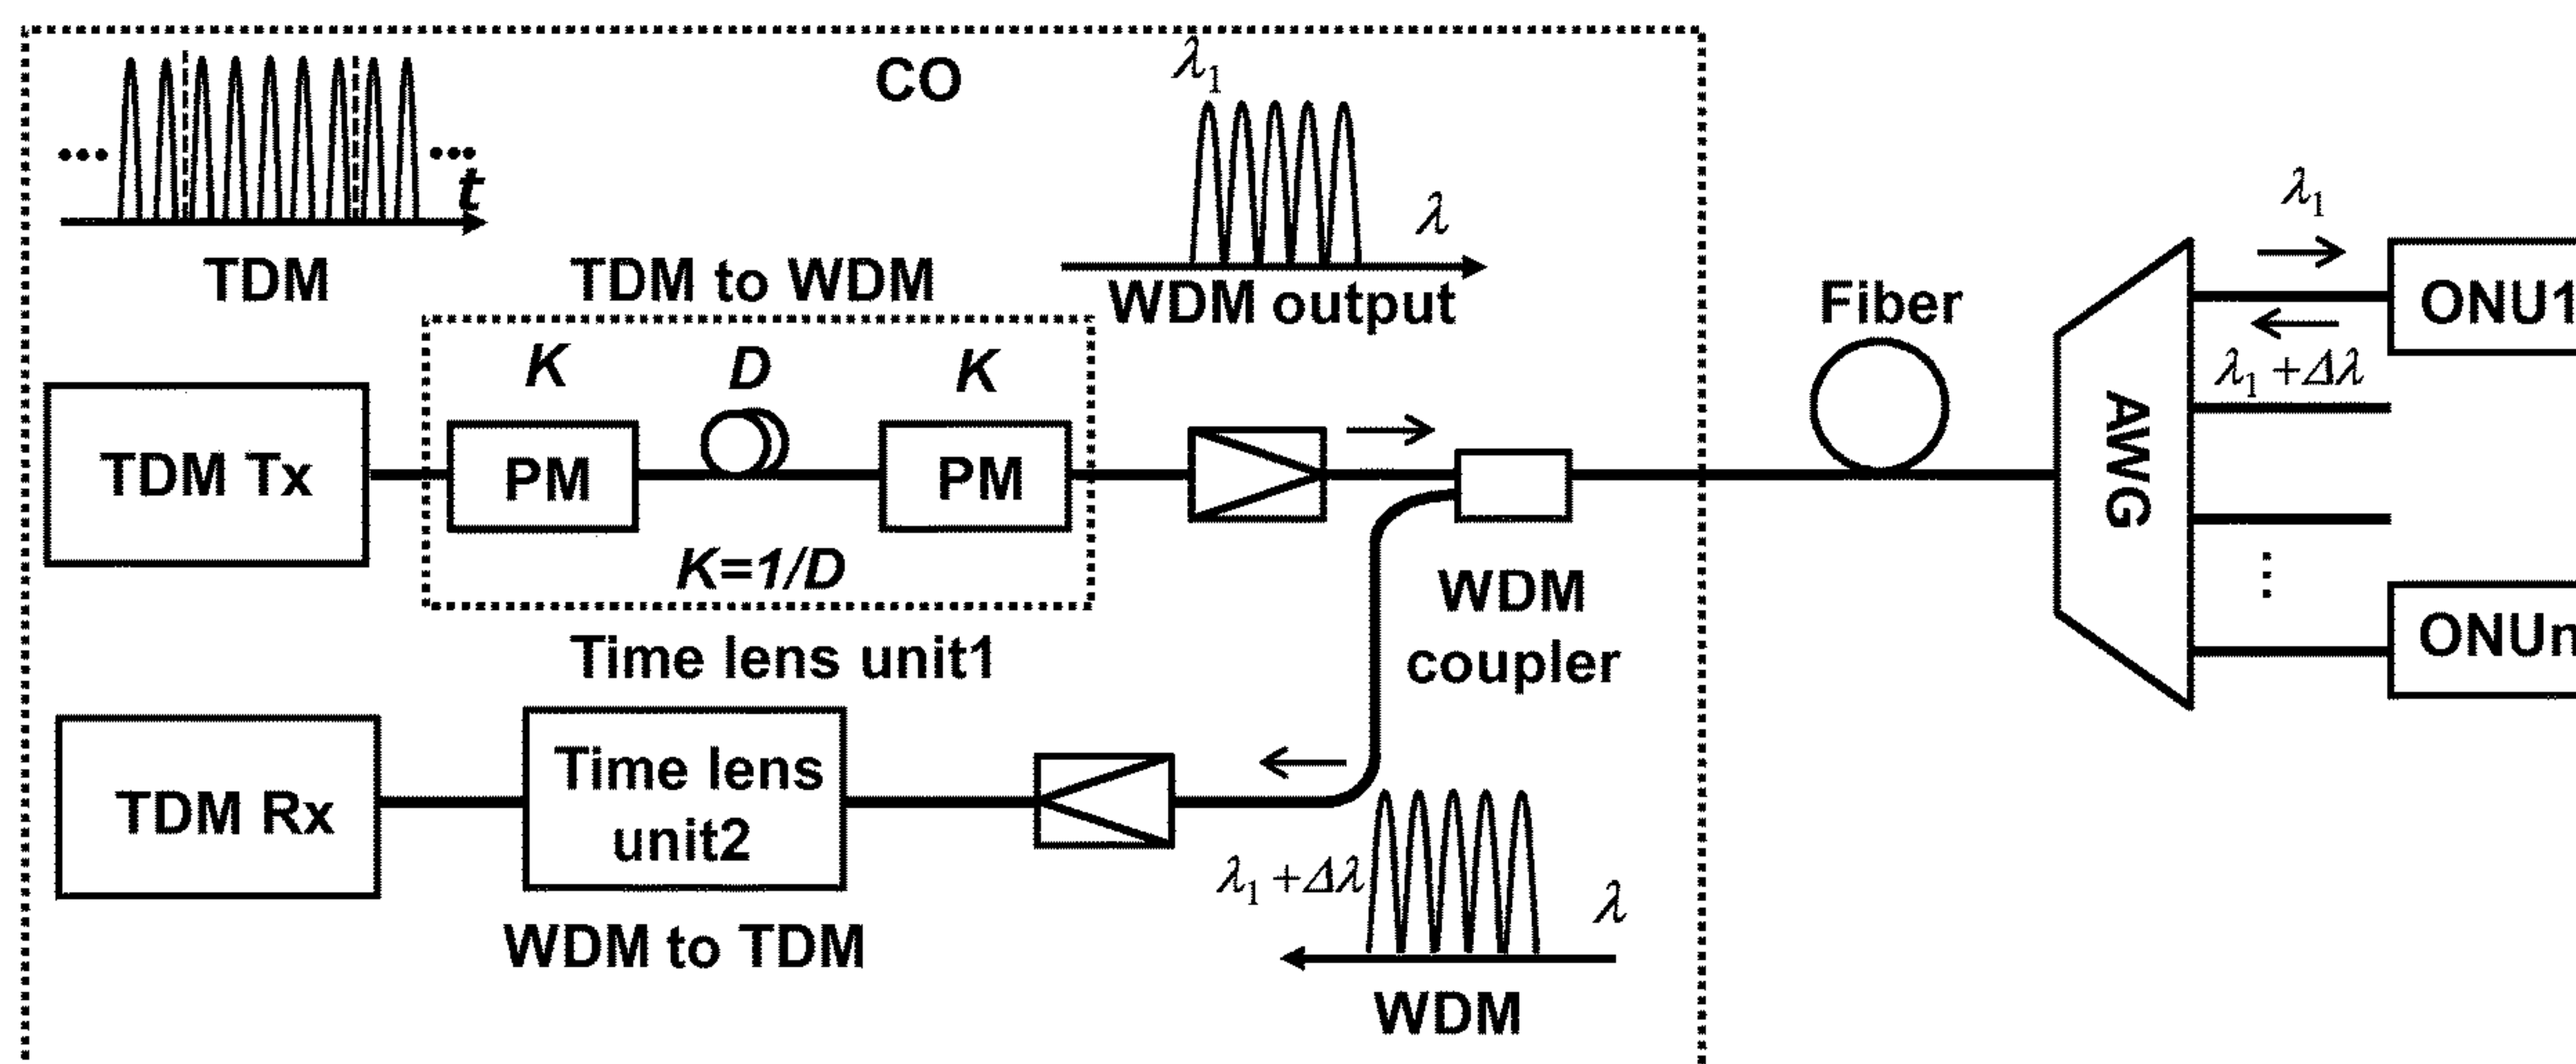 CO
λ₁
...
...
t
λ
TDM
TDM to WDM
WDM output
Fiber
λ₁
ONU1
λ₁ +Δλ
K
D
K
TDM Tx
PM
PM
AWG
K=1/D
WDM
coupler
Time lens unit1
ONUn
TDM Rx
Time lens
unit2
λ₁ +Δλ
λ
WDM to TDM
WDM